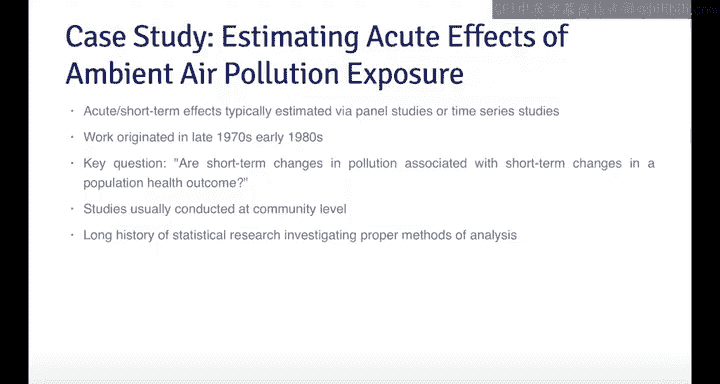 Case Study: Estimating Acute Effects of
Ambient Air Pollution Exposure
· Acute/short-term effects typically estimated via panel studies or time series studies
· Work originated in late 1970s early 1980s
· Key question: "Are short-term changes in pollution associated with short-term changes in a
population health outcome?"
· Studies usually conducted at community level
· Long history of statistical research investigating proper methods of analysis